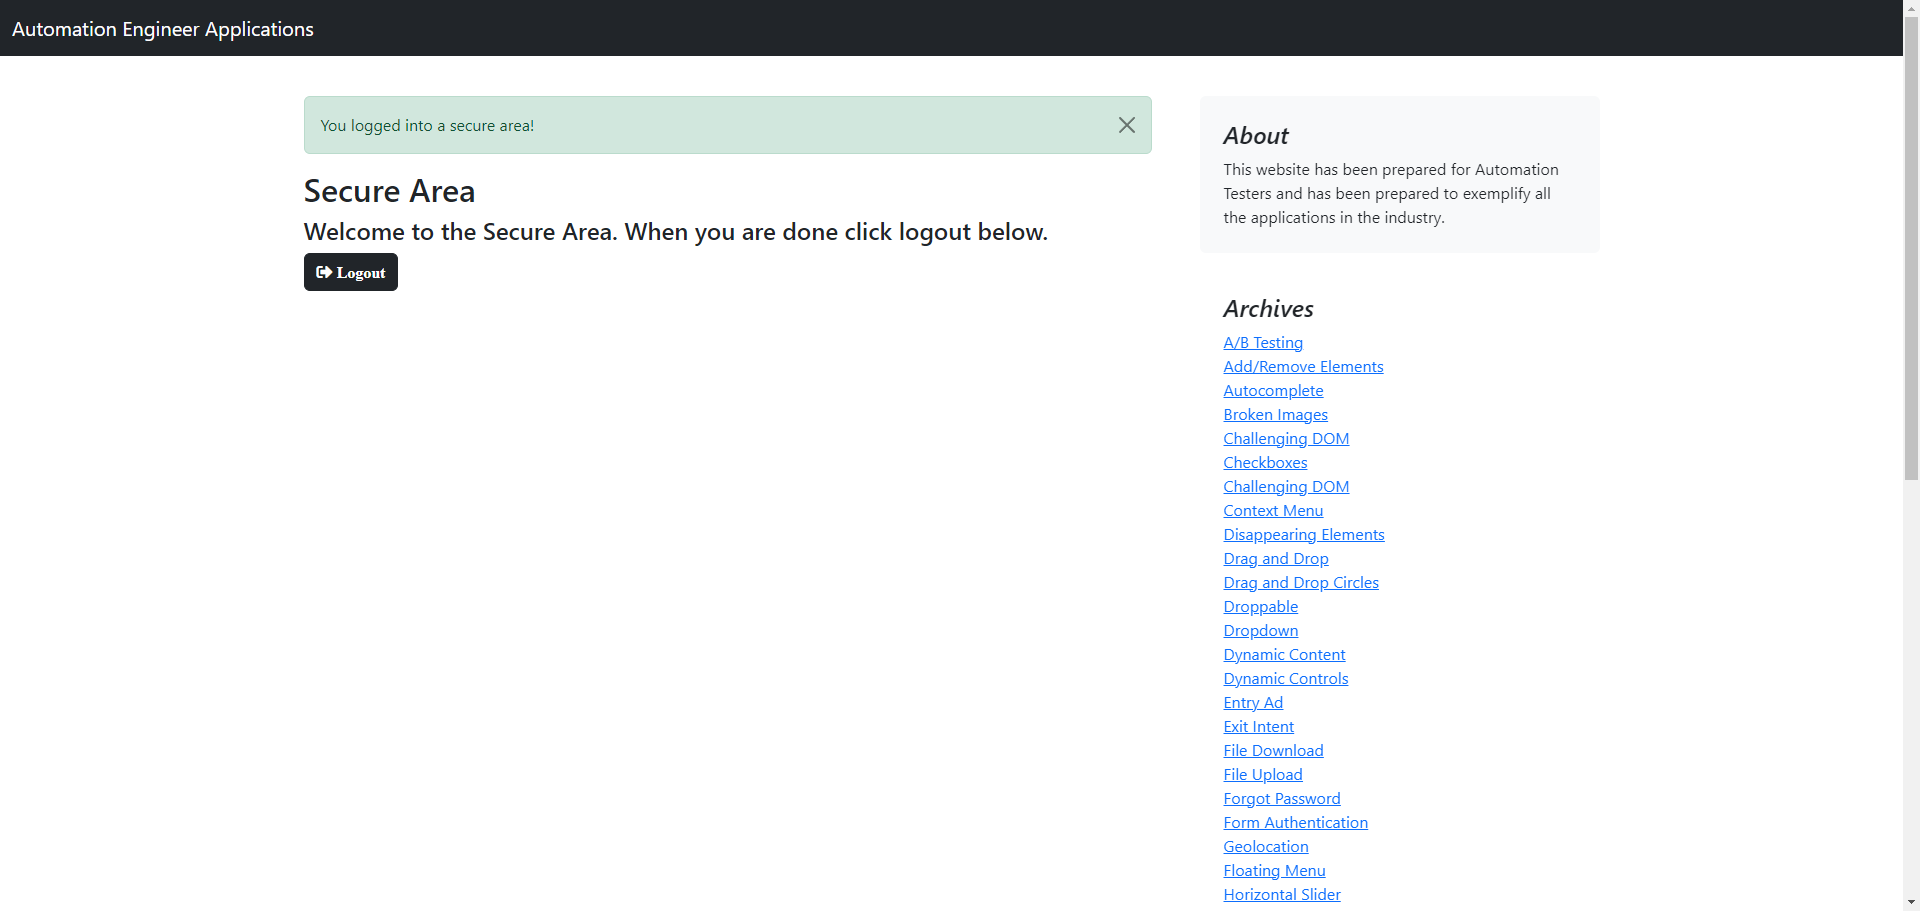 Automation Engineer Applications
You logged into a secure area!
Secure Area
Welcome to the Secure Area. When you are done click logout below.
Logout
About
This website has been prepared for Automation
Testers and has been prepared to exemplify all
the applications in the industry.
Archives
A/B Testing
Add/Remove Elements
Autocomplete
Broken Images
Challenging DOM
Checkboxes
Challenging DOM
Context Menu
Disappearing Elements
Drag and Drop
Drag and Drop Circles
Droppable
Dropdown
Dynamic Content
Dynamic Controls
Entry Ad
Exit Intent
File Download
File Upload
Forgot Password
Form Authentication
Geolocation
Floating Menu
Horizontal Slider